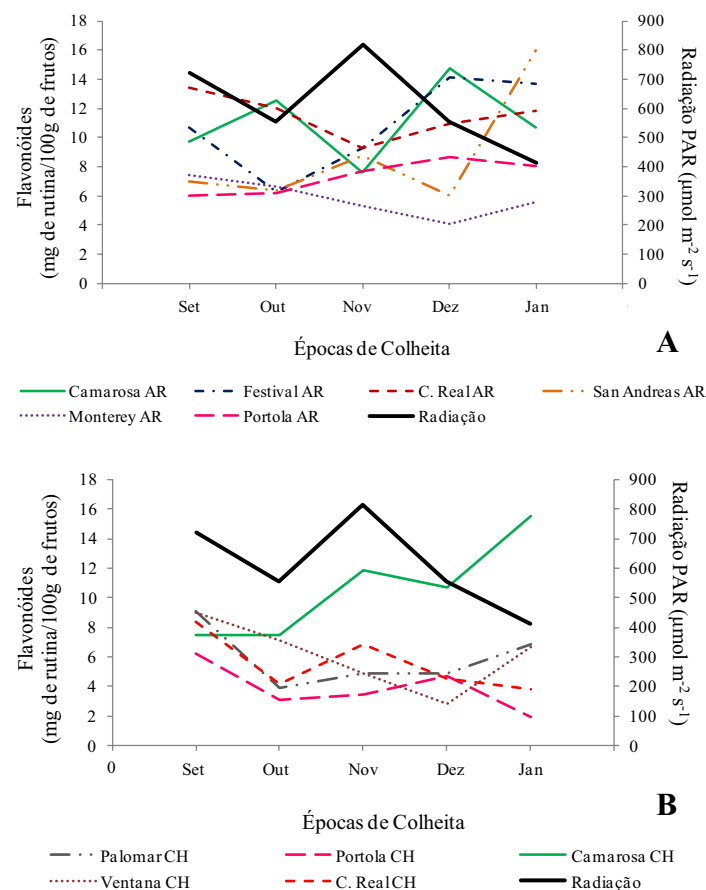 18
16
14
12
10
8
6
4
2
0
Flavonóides
(mg de rutina/100g de frutos)
900
800
700
600
500
400
300
200
100
0
Radiação PAR (µmol m-2 s-1)
Set Out Nov Dez Jan
Épocas de Colheita
A
Camarosa AR Festival AR C. Real AR San Andreas AR
Monterey AR Portola AR Radiação
18
16
14
12
10
8
6
4
2
0
Flavonóides
(mg de rutina/100g de frutos)
900
800
700
600
500
400
300
200
100
0
Radiação PAR (µmol m-2 s-1)
0 Set Out Nov Dez Jan
Épocas de Colheita
B
Palomar CH Portola CH Camarosa CH
Ventana CH C. Real CH Radiação